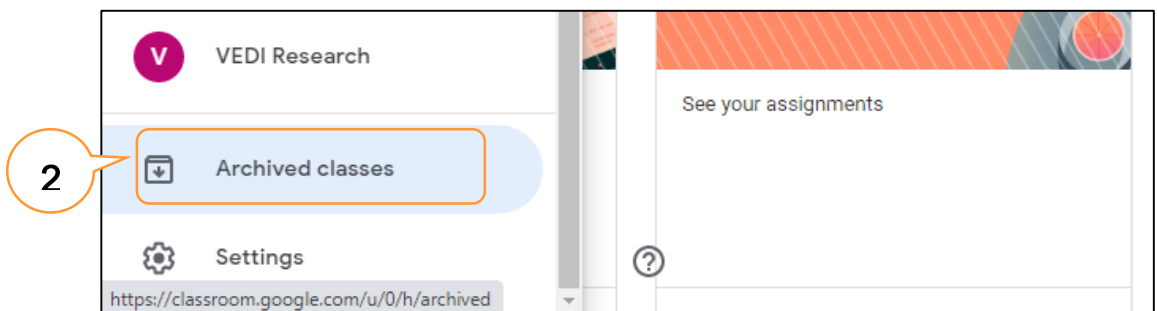 V
VEDI Research
See your assignments
2
Archived classes
Settings
https://classroom.google.com/u/0/h/archived